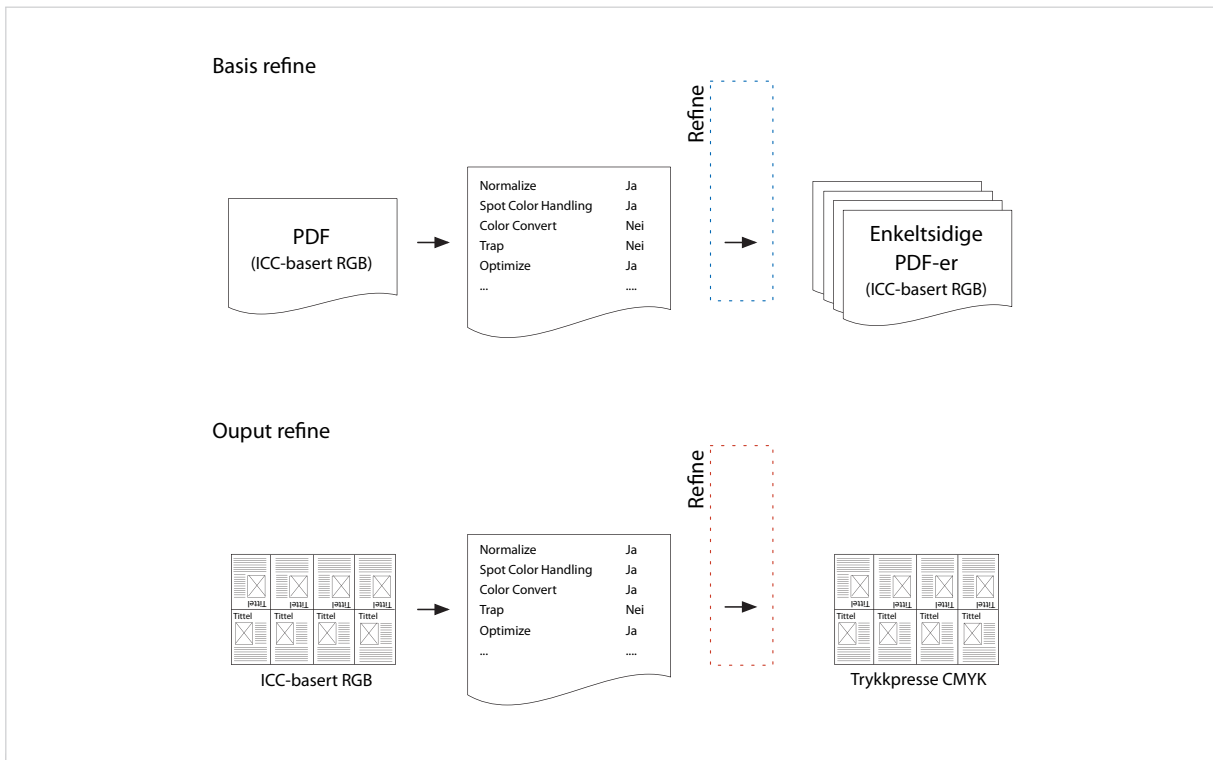 Basis refine
Refine
PDF
(ICC-basert RGB)
Normalize Ja
Spot Color Handling Ja
Color Convert Nei
Trap Nei
Optimize Ja
... ....
Enkeltsidige
PDF-er
(ICC-basert RGB)
Ouput refine
Refine
Tittel Tittel Tittel Tittel
Tittel Tittel Tittel Tittel
ICC-basert RGB
Normalize Ja
Spot Color Handling Ja
Color Convert Ja
Trap Nei
Optimize Ja
... ....
Tittel Tittel Tittel Tittel
Tittel Tittel Tittel Tittel
Trykkpresse CMYK